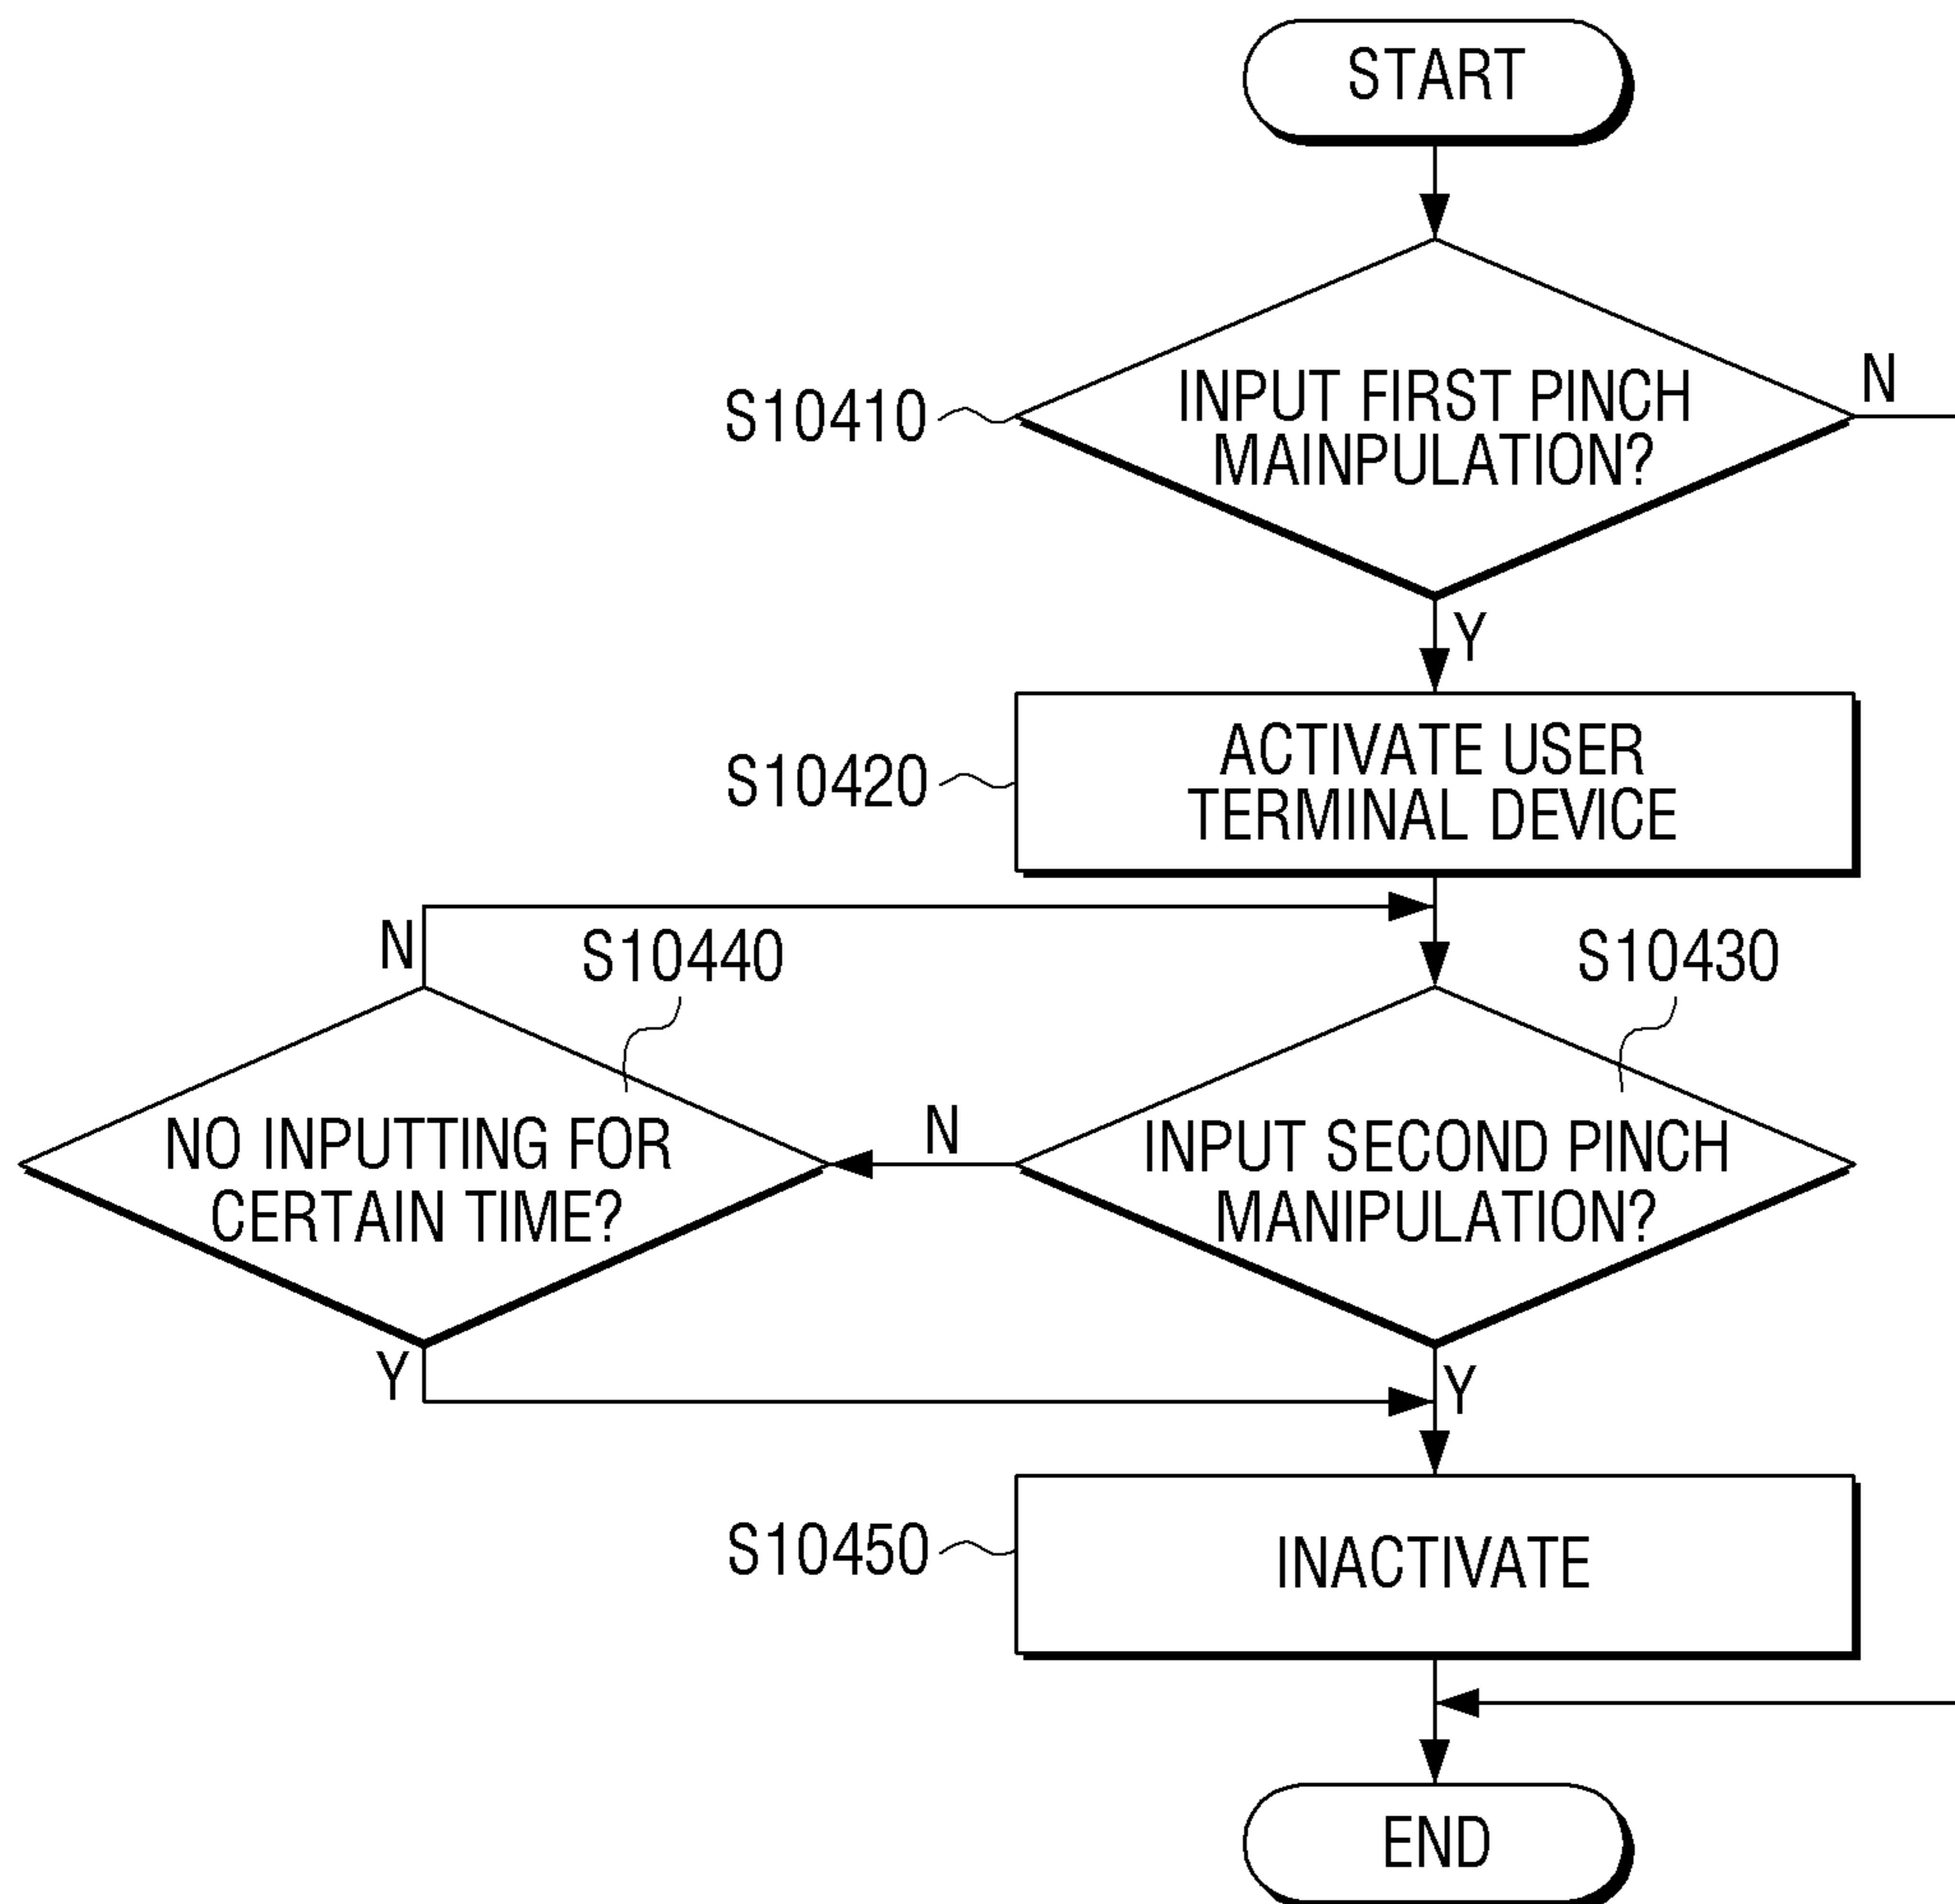 START
S10410
INPUT FIRST PINCH
MAINPULATION?
N
Y
S10420
ACTIVATE USER
TERMINAL DEVICE
N
S10440
S10430
NO INPUTTING FOR
CERTAIN TIME?
N
INPUT SECOND PINCH
MANIPULATION?
Y
Y
S10450
INACTIVATE
END